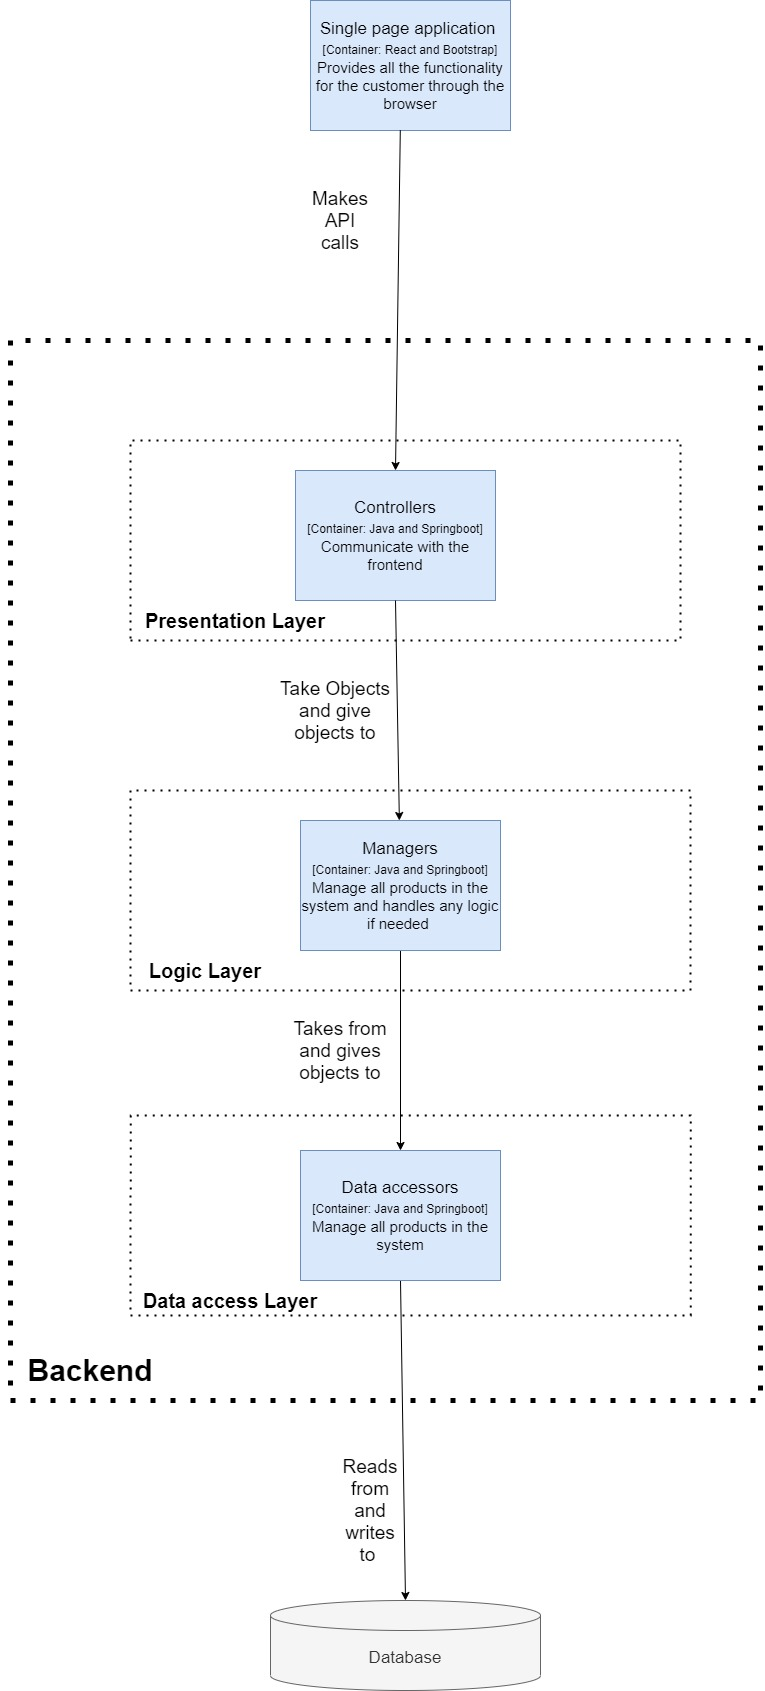 Single page application
[Container: React and Bootstrap]
Provides all the functionality
for the customer through the
browser
Makes
API
calls
Controllers
[Container: Java and Springboot]
Communicate with the
frontend
Presentation Layer
Take Objects
and give
objects to
Managers
[Container: Java and Springboot]
Manage all products in the
system and handles any logic
if needed
Logic Layer
Takes from
and gives
objects to
Data accessors
[Container: Java and Springboot]
Manage all products in the
system
Data access Layer
Backend
Reads
from
and
writes
to
Database